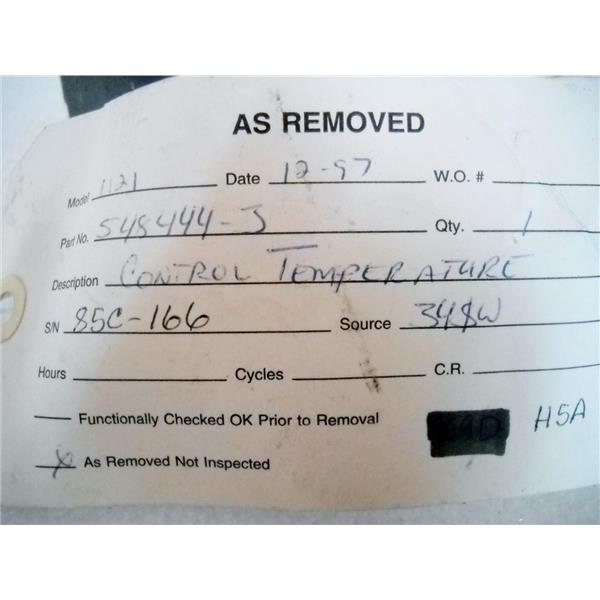 AS REMOVED
Model 1121 Date 12-97 W.O. #
Part No. 548444-3 Qty. 1
Description CONTROL TEMPERATURE
S/N 85C-166 Source 348W
Hours Cycles C.R.
Functionally Checked OK Prior to Removal
H5A
X As Removed Not Inspected